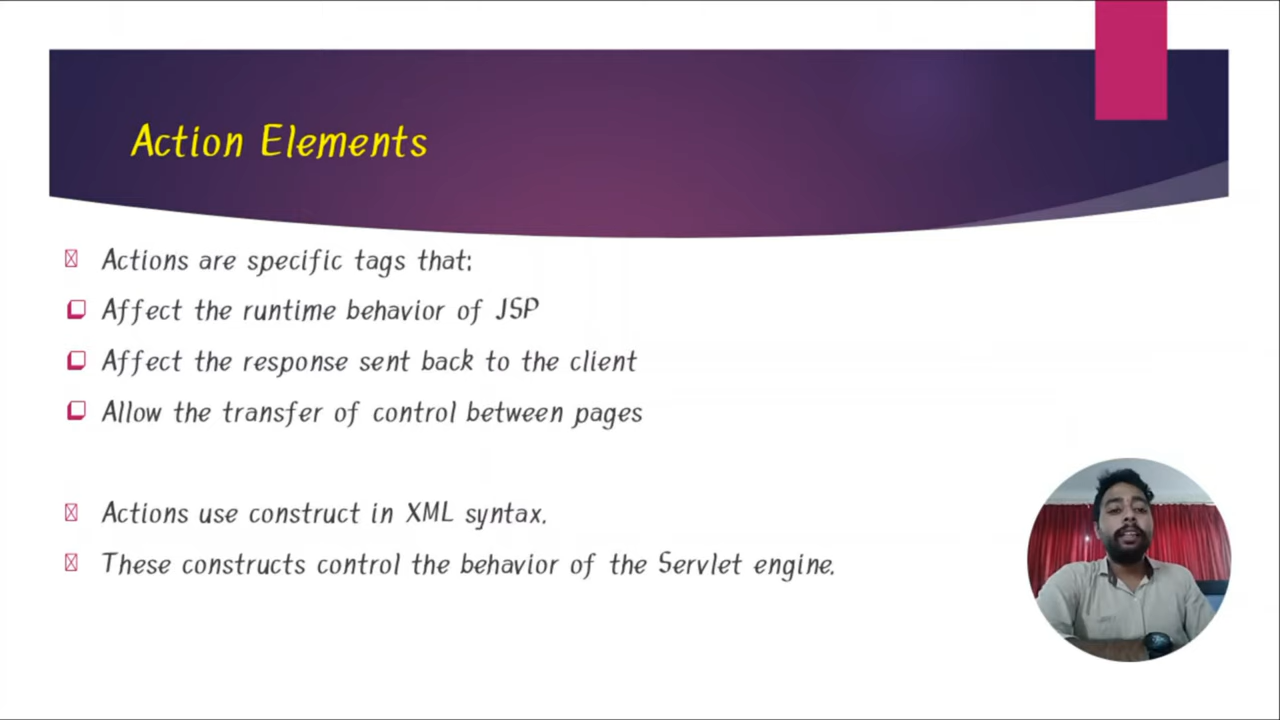 Action Elements
Actions are specific tags that:
Affect the runtime behavior of JSP
Affect the response sent back to the client
Allow the transfer of control between pages
Actions use construct in XML syntax.
These constructs control the behavior of the Servlet engine.